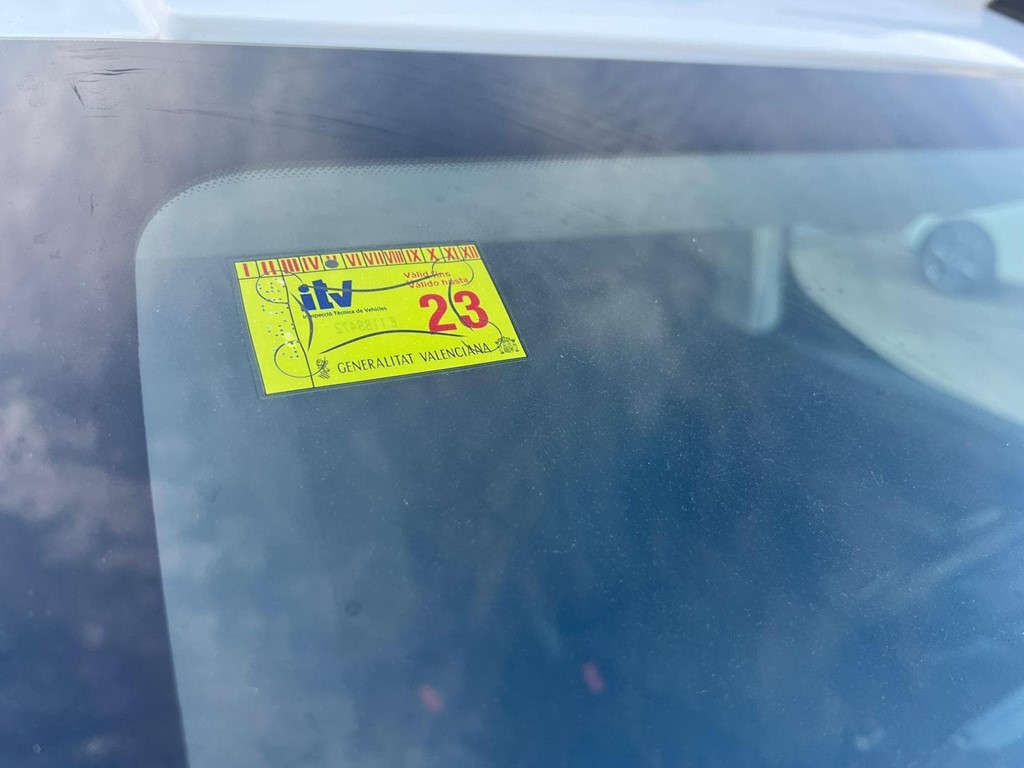 I II III IV V VI VII VIII IX X XI XII
Vàlid fins
Válido hasta
itv
Inspecció Tècnica de Vehicles
23
GENERALITAT VALENCIANA